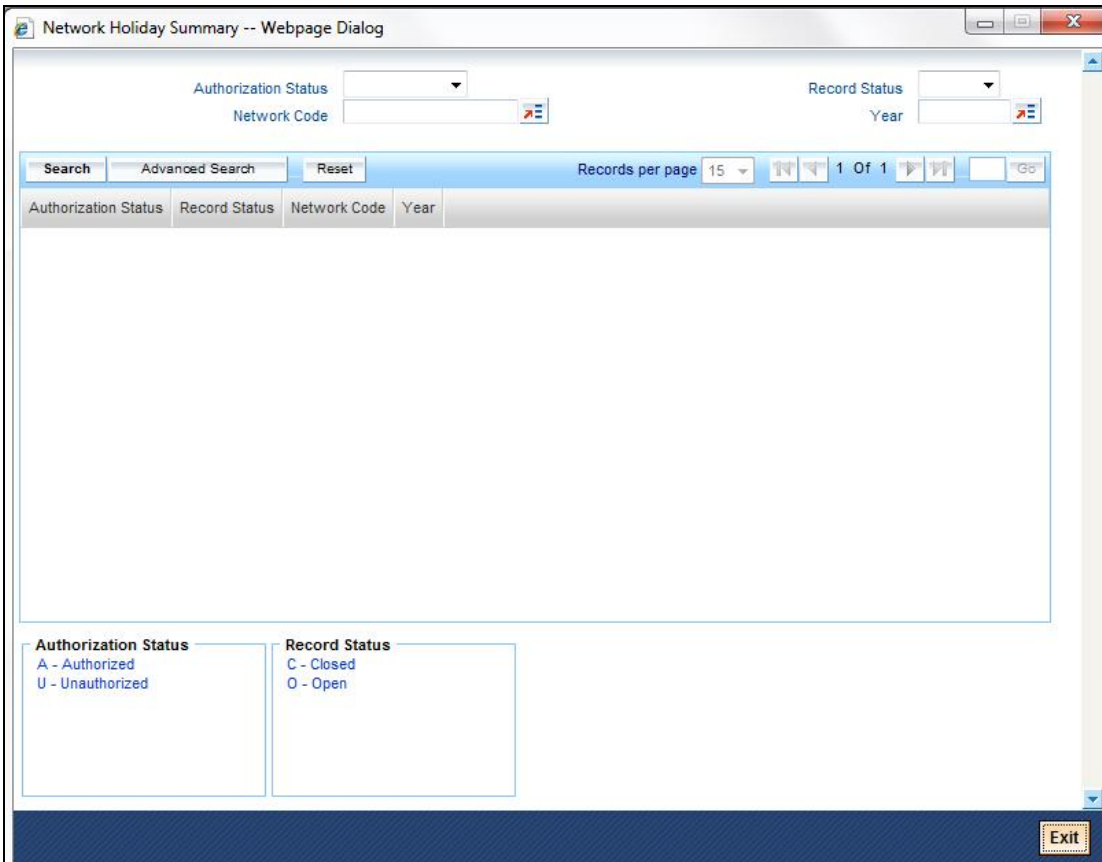 Network Holiday Summary -- Webpage Dialog
Authorization Status Record Status
Network Code Year
Search Advanced Search Reset Records per page 15 1 Of 1 Go
Authorization Status Record Status Network Code Year
Authorization Status Record Status
A - Authorized C - Closed
U - Unauthorized O - Open
Exit